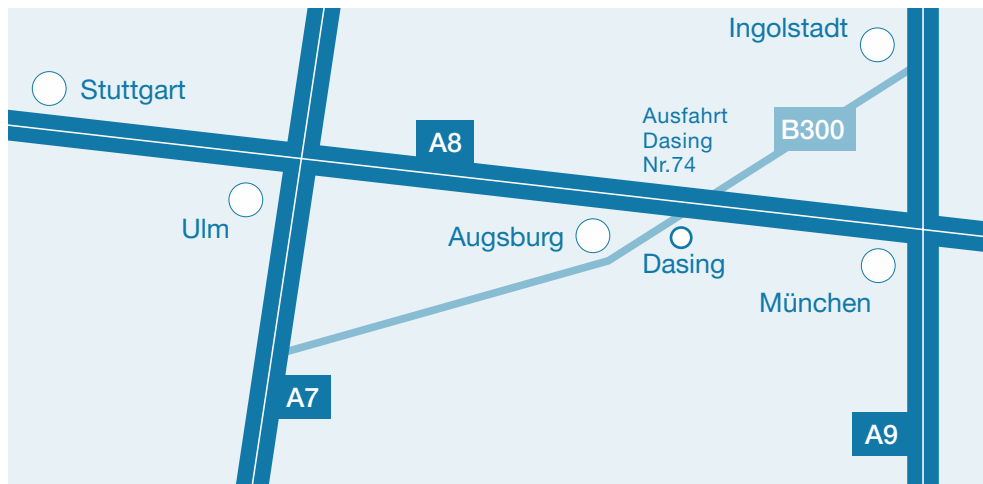 Ingolstadt
Stuttgart
Ausfahrt
Dasing
Nr.74
B300
A8
Ulm
Augsburg
Dasing
München
A7
A9